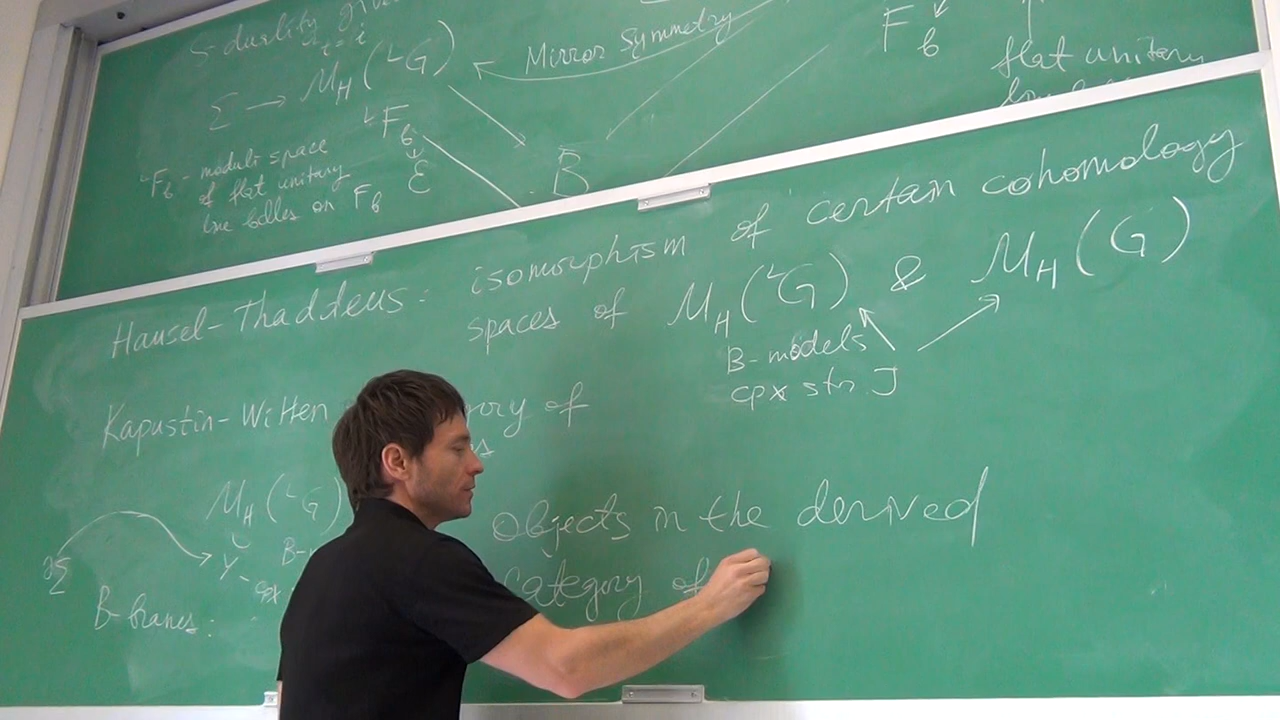 S-duality
Mirror Symmetry
Σ → M_H(ᴸG)
F_b
flat unitary
ᴸF_b
ᴸF_b - moduli space
of flat unitary
line bdles on F_b
B
Hausel-Thaddeus: isomorphism of certain cohomology
spaces of M_H(ᴸG) & M_H(G)
B-models
cpx str J
Kapustin-Witten of
M_H(ᴸG)
∂Σ
Y - cpx
B-branes:
Objects in the derived
category of